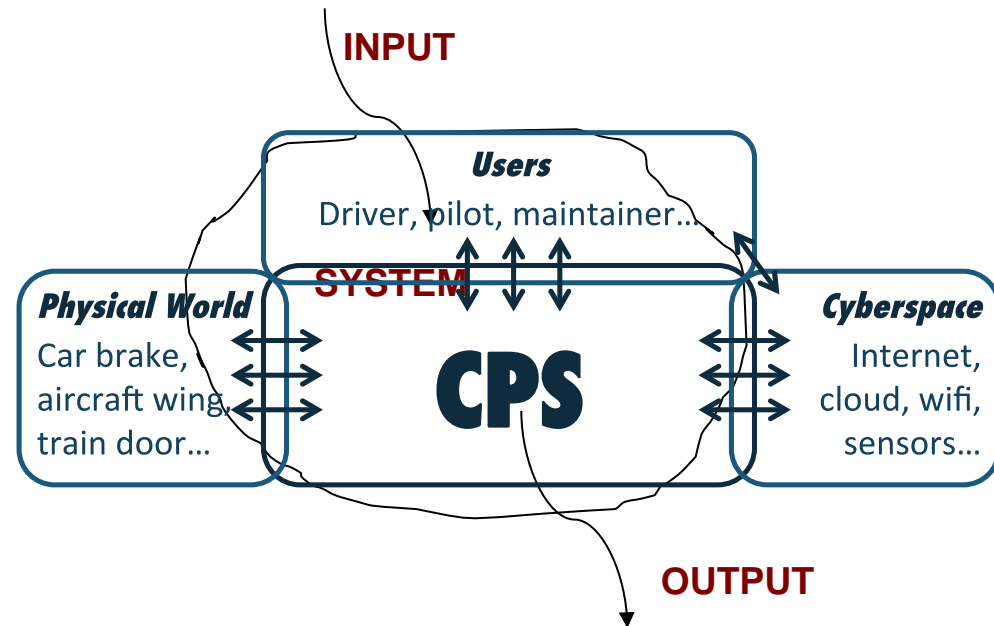 INPUT
Users
Driver, pilot, maintainer...
SYSTEM
Physical World
Car brake,
aircraft wing,
train door...
CPS
Cyberspace
Internet,
cloud, wifi,
sensors...
OUTPUT